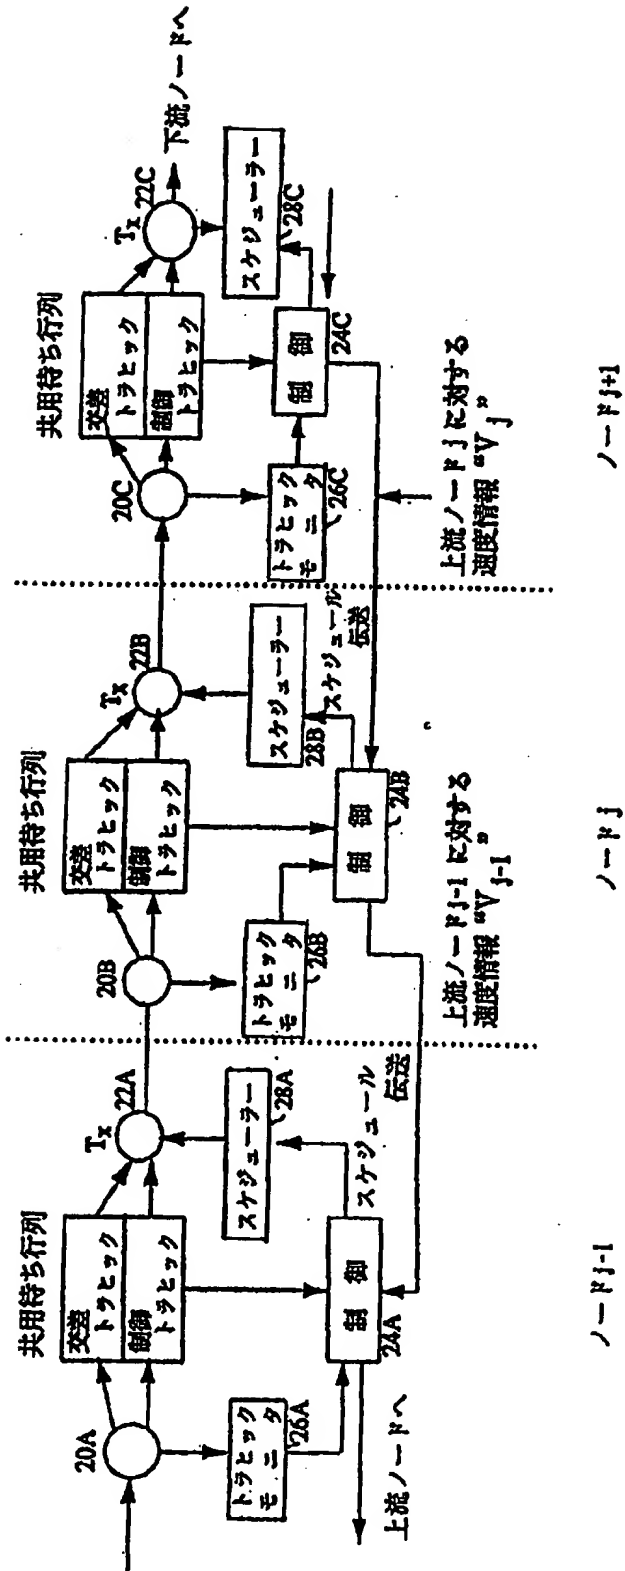 共用待ち行列
交差
トラヒック
制御
トラヒック
20A
Tx
22A
トラヒック
モニタ
26A
スケジューラー
28A
制 御
24A
スケジュール
伝送
上流ノードへ
ノードj-1
共用待ち行列
交差
トラヒック
制御
トラヒック
20B
Tx
22B
トラヒック
モニタ
26B
スケジューラー
28B
制 御
24B
スケジュール
伝送
上流ノードj-1 に対する
速度情報 “Vj-1”
ノードj
共用待ち行列
交差
トラヒック
制御
トラヒック
20C
Tx
22C
下流ノードへ
トラヒック
モニタ
26C
スケジューラー
28C
制 御
24C
上流ノードj に対する
速度情報 “Vj”
ノードj+1